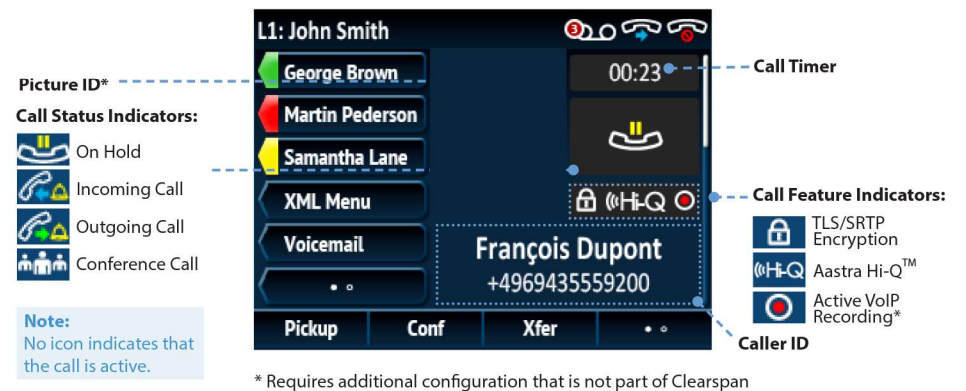 L1: John Smith
3
George Brown
00:23
Call Timer
Picture ID*
Martin Pederson
Call Status Indicators:
On Hold
Samantha Lane
Incoming Call
XML Menu
Hi-Q
Call Feature Indicators:
Outgoing Call
TLS/SRTP
Encryption
Voicemail
François Dupont
Conference Call
Hi-Q
Aastra Hi-Q™
+4969435559200
Active VoIP
Recording*
Note:
No icon indicates that
the call is active.
Pickup Conf Xfer
Caller ID
* Requires additional configuration that is not part of Clearspan